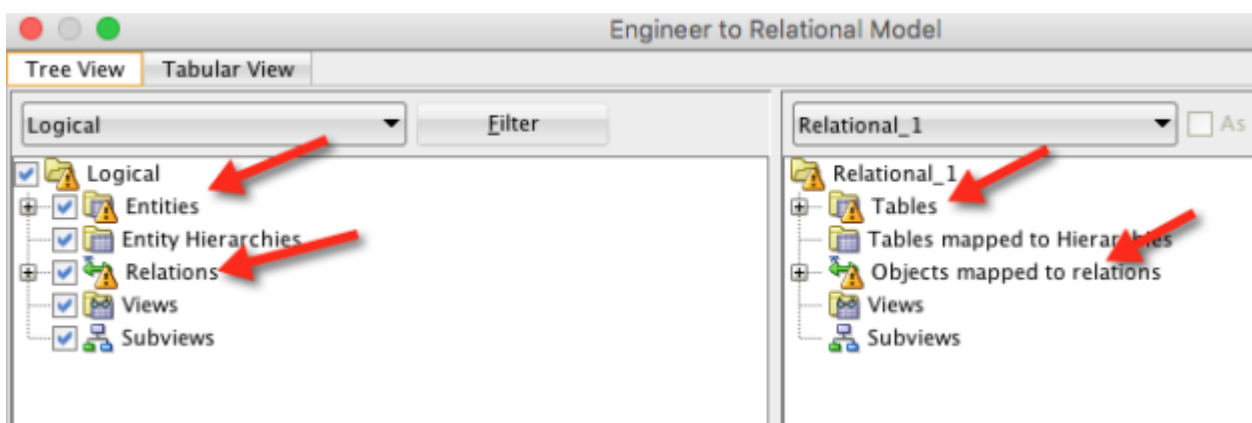 Engineer to Relational Model
Tree View Tabular View
Logical Filter
Logical
Entities
Entity Hierarchies
Relations
Views
Subviews
Relational_1 As
Relational_1
Tables
Tables mapped to Hierarchies
Objects mapped to relations
Views
Subviews